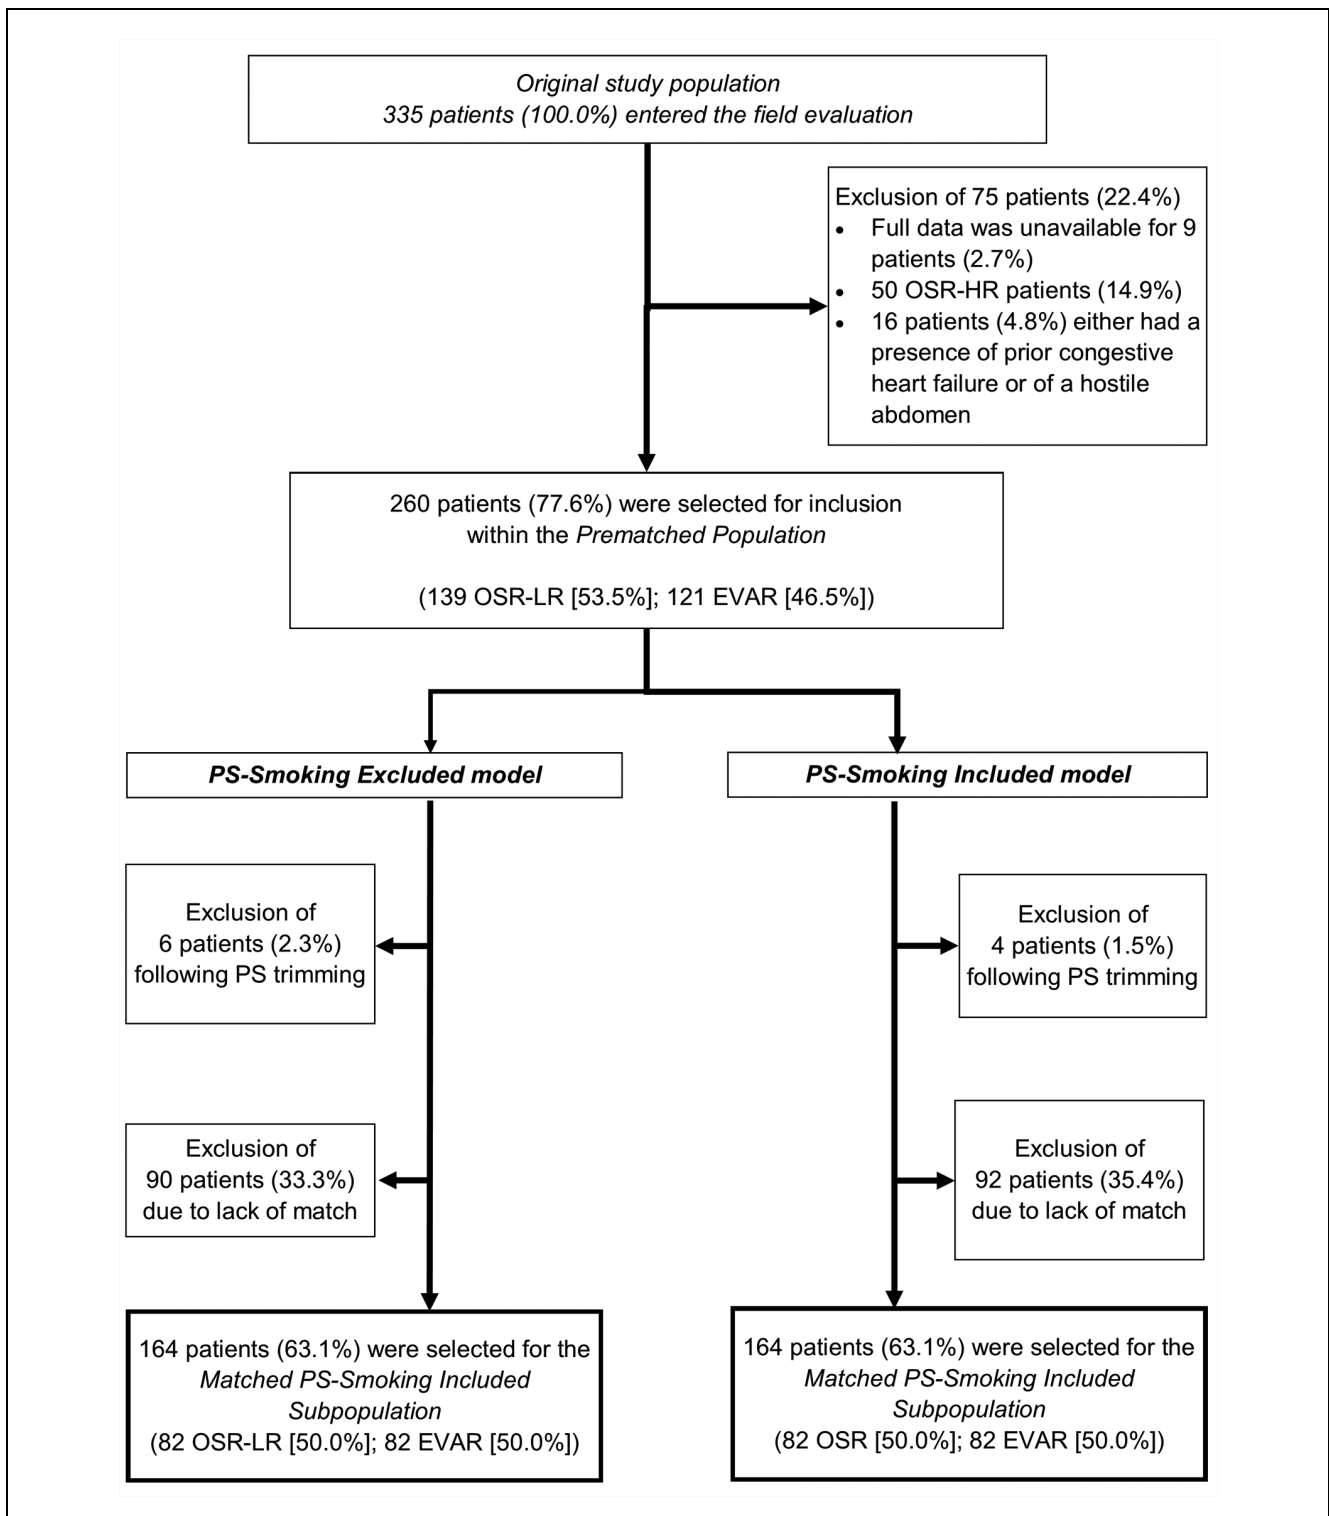 Original study population
335 patients (100.0%) entered the field evaluation
Exclusion of 75 patients (22.4%)
• Full data was unavailable for 9
patients (2.7%)
• 50 OSR-HR patients (14.9%)
• 16 patients (4.8%) either had a
presence of prior congestive
heart failure or of a hostile
abdomen
260 patients (77.6%) were selected for inclusion
within the Prematched Population
(139 OSR-LR [53.5%]; 121 EVAR [46.5%])
PS-Smoking Excluded model
PS-Smoking Included model
Exclusion of
6 patients (2.3%)
following PS trimming
Exclusion of
4 patients (1.5%)
following PS trimming
Exclusion of
90 patients (33.3%)
due to lack of match
Exclusion of
92 patients (35.4%)
due to lack of match
164 patients (63.1%) were selected for the
Matched PS-Smoking Included
Subpopulation
(82 OSR-LR [50.0%]; 82 EVAR [50.0%])
164 patients (63.1%) were selected for the
Matched PS-Smoking Included
Subpopulation
(82 OSR [50.0%]; 82 EVAR [50.0%])